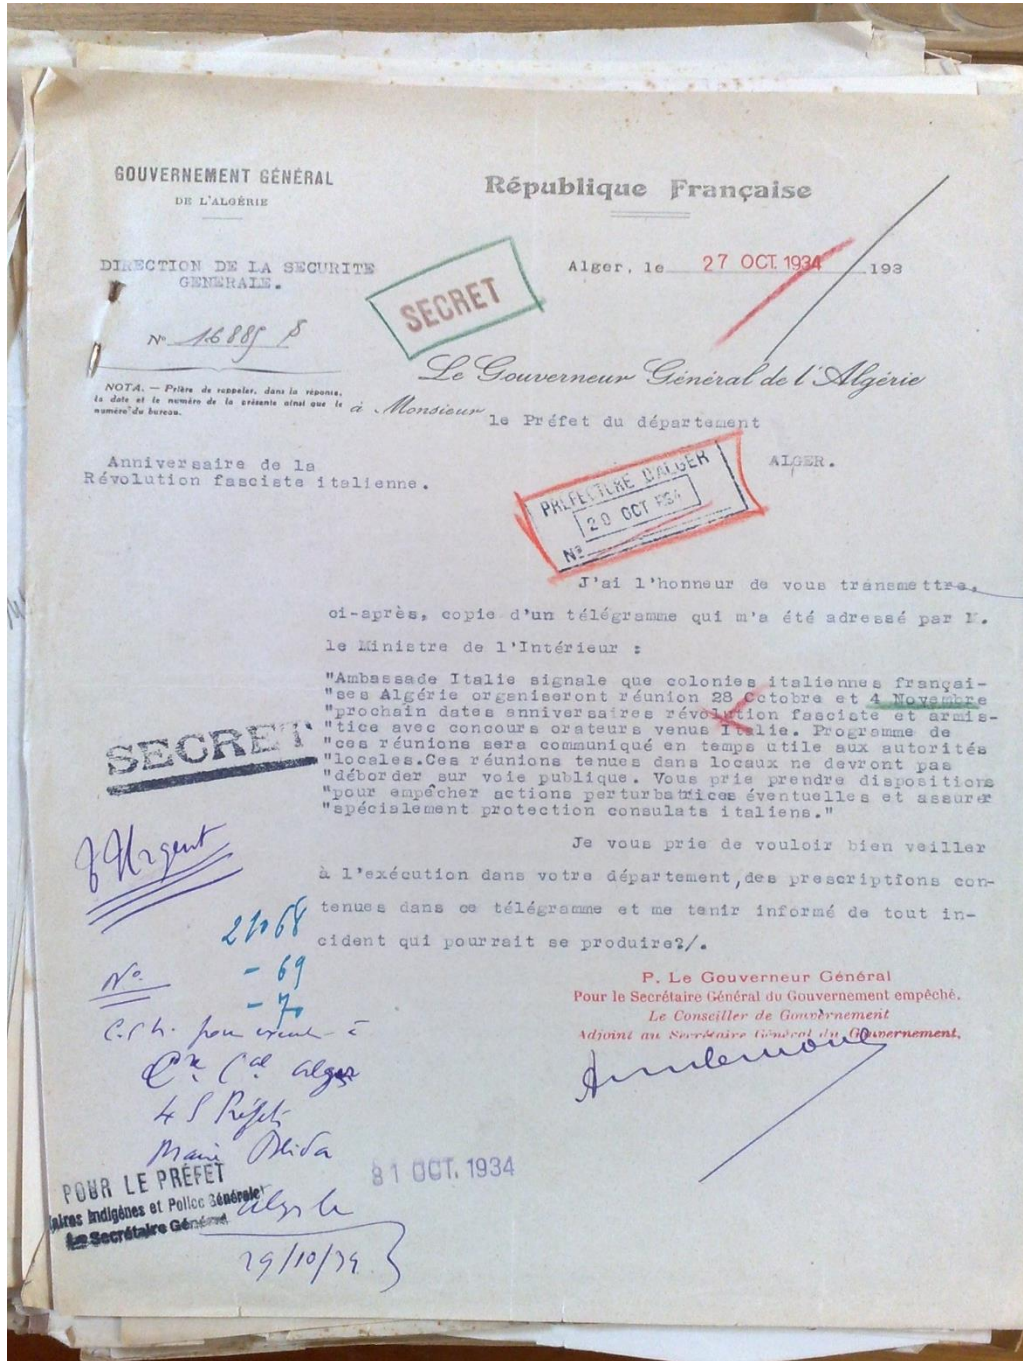 GOUVERNEMENT GÉNÉRAL
DE L'ALGÉRIE
République Française
DIRECTION DE LA SECURITE
GENERALE.
SECRET
Alger, le 27 OCT. 1934 193
N° 16885 S
Le Gouverneur Général de l'Algérie
NOTA. — Prière de rappeler, dans la réponse,
la date et le numéro de la présente ainsi que le
numéro du bureau.
à Monsieur le Préfet du département
ALGER.
Anniversaire de la
Révolution fasciste italienne.
PRÉFECTURE D'ALGER
29 OCT 1934
N°
J'ai l'honneur de vous transmettre,
ci-après, copie d'un télégramme qui m'a été adressé par M.
le Ministre de l'Intérieur :
"Ambassade Italie signale que colonies italiennes françai-
"ses Algérie organiseront réunion 28 Octobre et 4 Novembre
"prochain dates anniversaires révolution fasciste et armis-
"tice avec concours orateurs venus Italie. Programme de
"ces réunions sera communiqué en temps utile aux autorités
"locales.Ces réunions tenues dans locaux ne devront pas
"déborder sur voie publique. Vous prie prendre dispositions
"pour empêcher actions perturbatrices éventuelles et assurer
"spécialement protection consulats italiens."
SECRET
Je vous prie de vouloir bien veiller
à l'exécution dans votre département,des prescriptions con-
tenues dans ce télégramme et me tenir informé de tout in-
cident qui pourrait se produire?/.
Urgent
21068
- 69
- 70
N°
P. Le Gouverneur Général
Pour le Secrétaire Général du Gouvernement empêché.
Le Conseiller de Gouvernement
Adjoint au Secrétaire Général du Gouvernement,
pour à
Cre Cal Alger
4 S Préfets
Maire Blida
31 OCT. 1934
POUR LE PRÉFET
aires Indigènes et Police Générale
Le Secrétaire Général
29/10/34